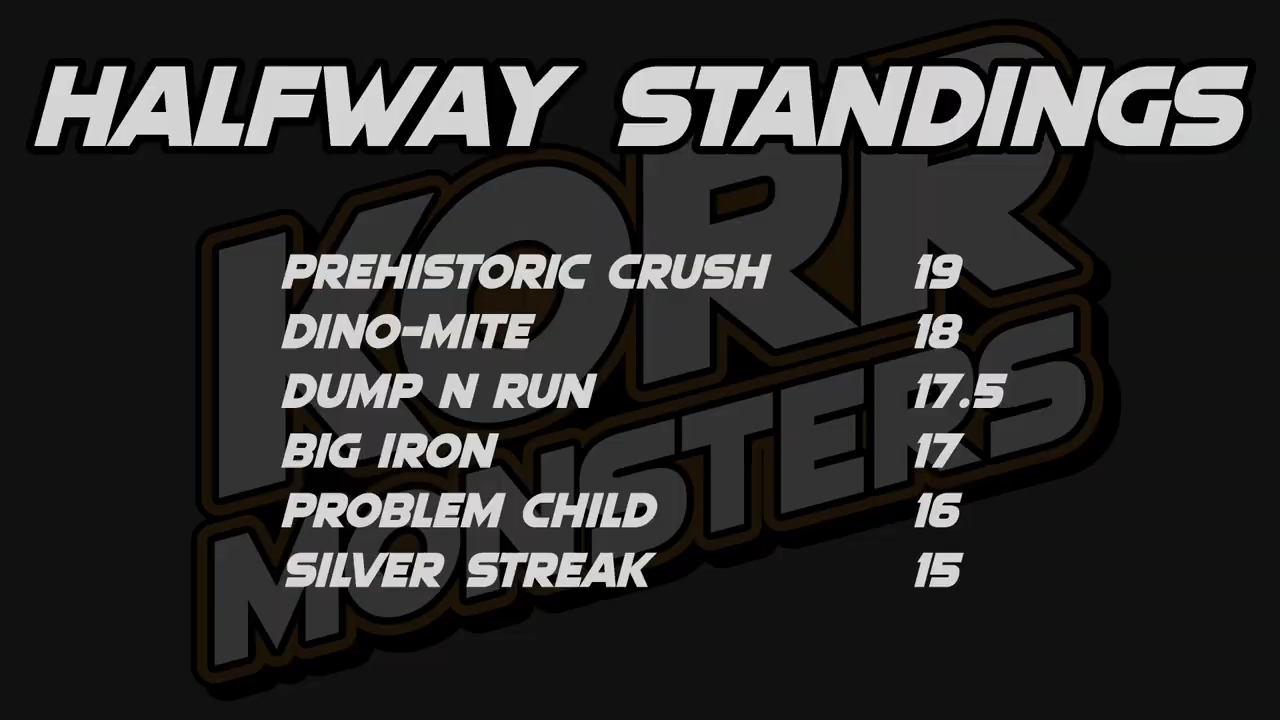 HALFWAY STANDINGS
KORK
MONSTERS
PREHISTORIC CRUSH 19
DINO-MITE 18
DUMP N RUN 17.5
BIG IRON 17
PROBLEM CHILD 16
SILVER STREAK 15